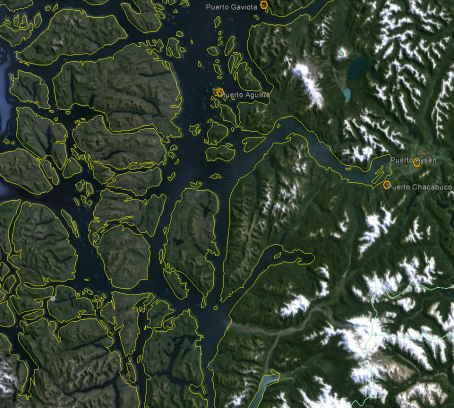 Puerto Gaviota
Puerto Aguirre
Puerto Aysén
Puerto Chacabuco